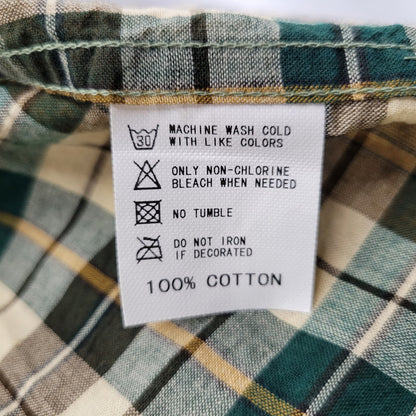 30 MACHINE WASH COLD
WITH LIKE COLORS
ONLY NON-CHLORINE
BLEACH WHEN NEEDED
NO TUMBLE
DO NOT IRON
IF DECORATED
100% COTTON